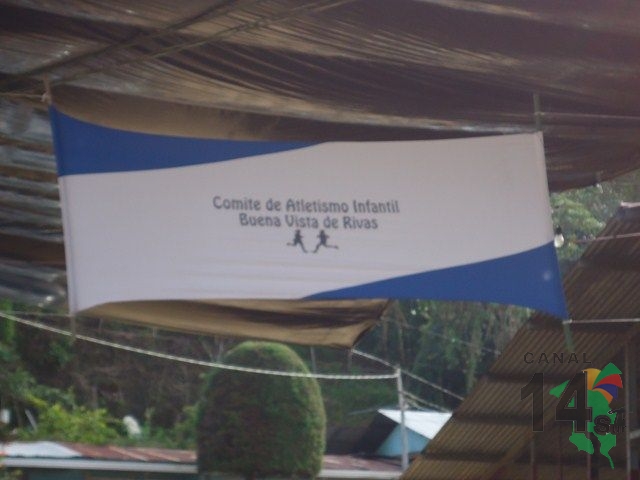 Comite de Atletismo Infantil
Buena Vista de Rivas
CANAL
14